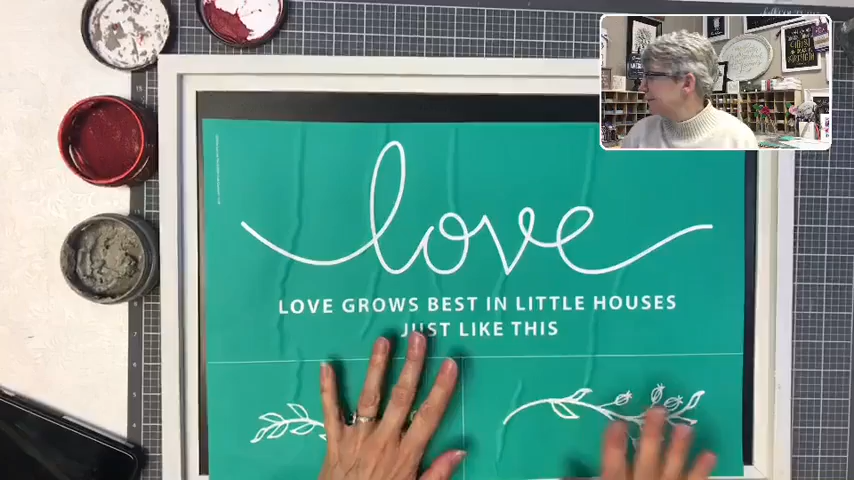 love
LOVE GROWS BEST IN LITTLE HOUSES
JUST LIKE THIS